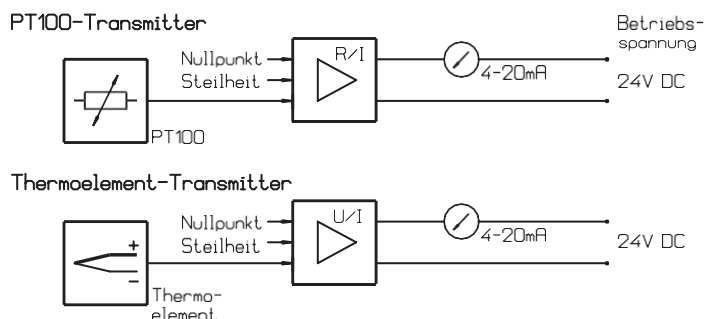 PT100-Transmitter
Betriebs-
spannung
Nullpunkt
Steilheit
R/I
4-20mA
24V DC
PT100
Thermoelement-Transmitter
Nullpunkt
Steilheit
U/I
4-20mA
24V DC
+
-
Thermo-
element